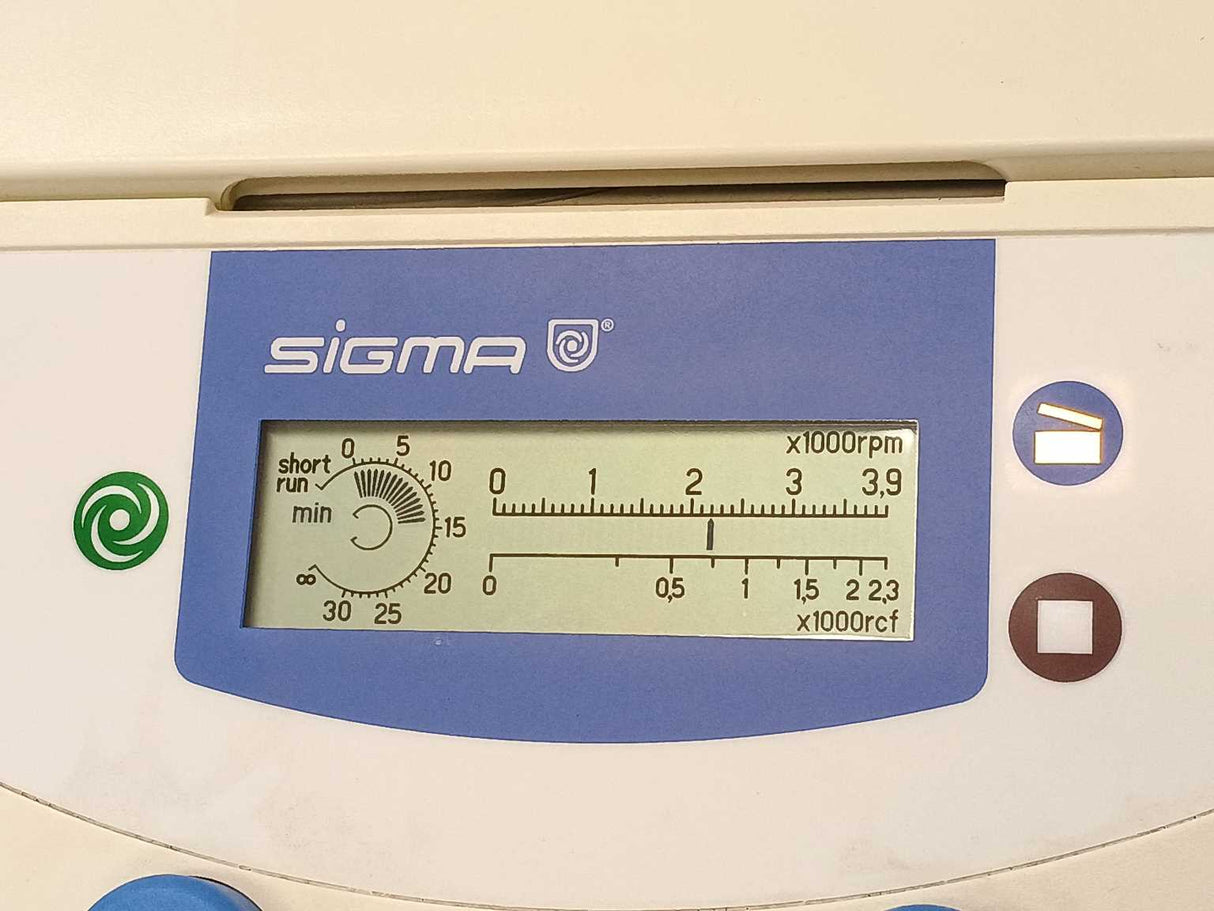 SIGMA ®
x1000rpm
short run
min
0 5 10 15 20 25 30 ∞
0 1 2 3 3,9
0 0,5 1 1,5 2 2,3
x1000rcf